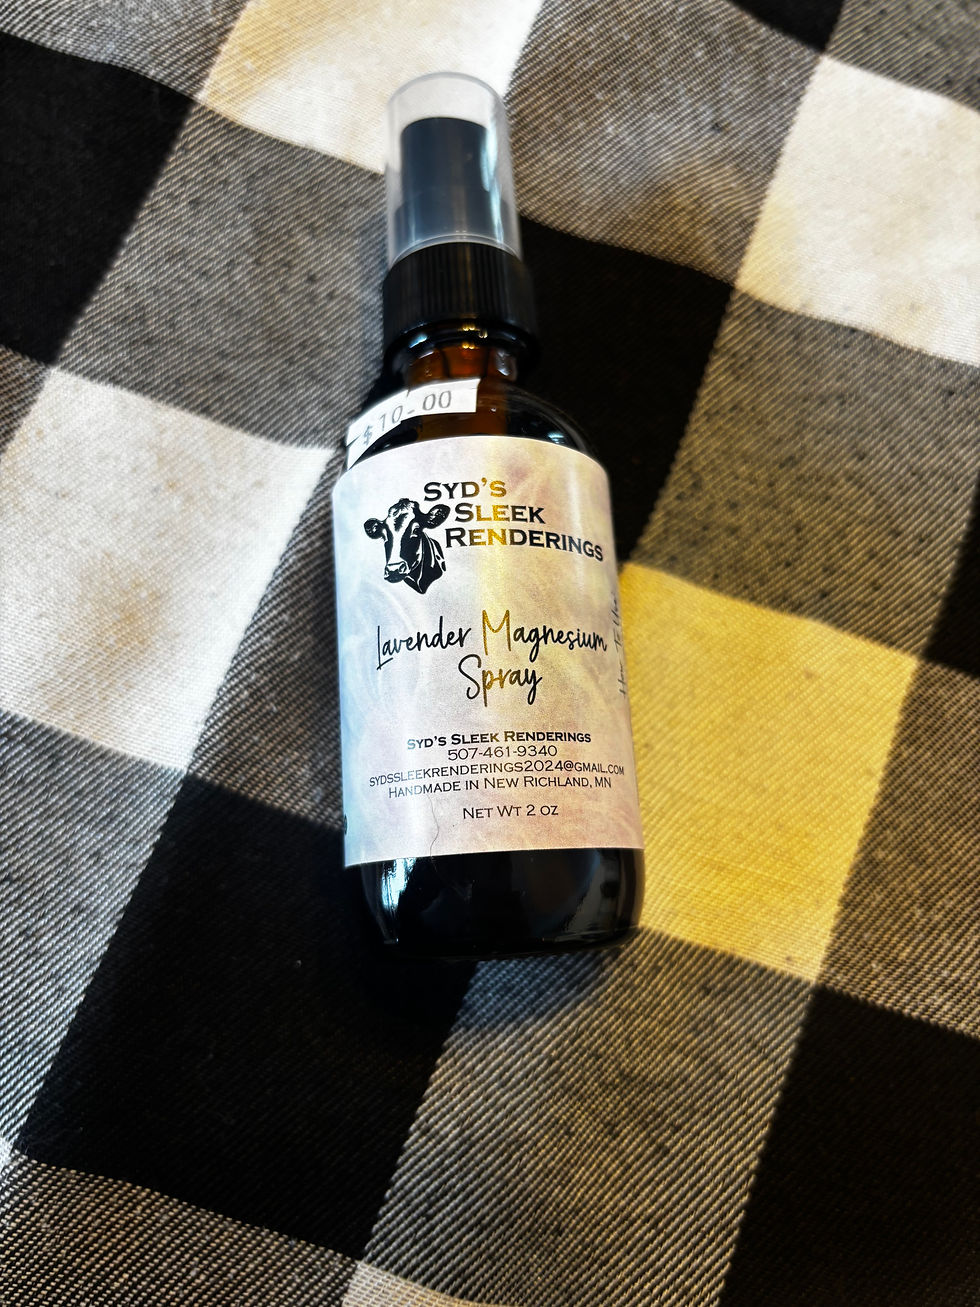 $10.00
SYD'S
SLEEK
RENDERINGS
Lavender Magnesium
Spray
SYD'S SLEEK RENDERINGS
507-461-9340
SYDSSLEEKRENDERINGS2024@GMAIL.COM
HANDMADE IN NEW RICHLAND, MN
NET WT 2 OZ